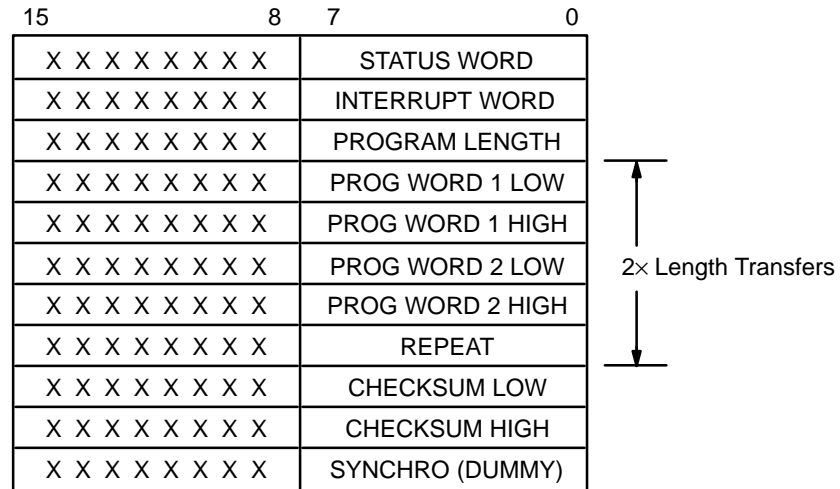 15 8 7 0
X X X X X X X X STATUS WORD
X X X X X X X X INTERRUPT WORD
X X X X X X X X PROGRAM LENGTH
X X X X X X X X PROG WORD 1 LOW
X X X X X X X X PROG WORD 1 HIGH
X X X X X X X X PROG WORD 2 LOW 2× Length Transfers
X X X X X X X X PROG WORD 2 HIGH
X X X X X X X X REPEAT
X X X X X X X X CHECKSUM LOW
X X X X X X X X CHECKSUM HIGH
X X X X X X X X SYNCHRO (DUMMY)